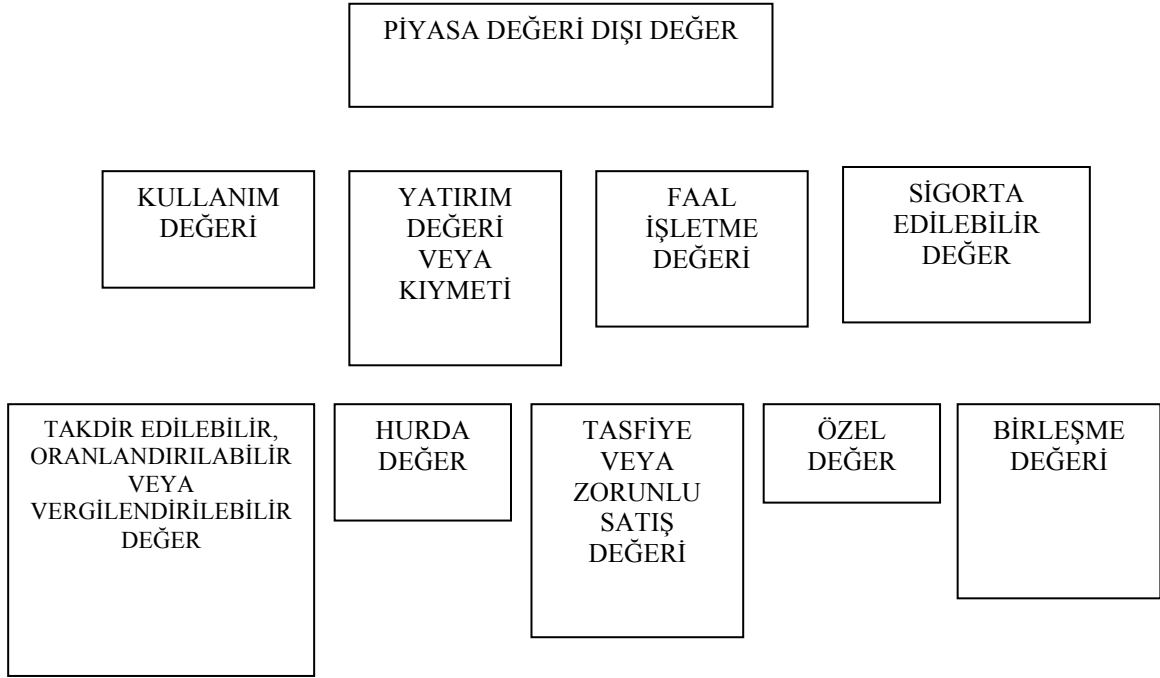 PİYASA DEĞERİ DIŞI DEĞER
KULLANIM
DEĞERİ
YATIRIM
DEĞERİ
VEYA
KIYMETİ
FAAL
İŞLETME
DEĞERİ
SİGORTA
EDİLEBİLİR
DEĞER
TAKDİR EDİLEBİLİR,
ORANLANDIRILABİLİR
VEYA
VERGİLENDİRİLEBİLİR
DEĞER
HURDA
DEĞER
TASFİYE
VEYA
ZORUNLU
SATIŞ
DEĞERİ
ÖZEL
DEĞER
BİRLEŞME
DEĞERİ